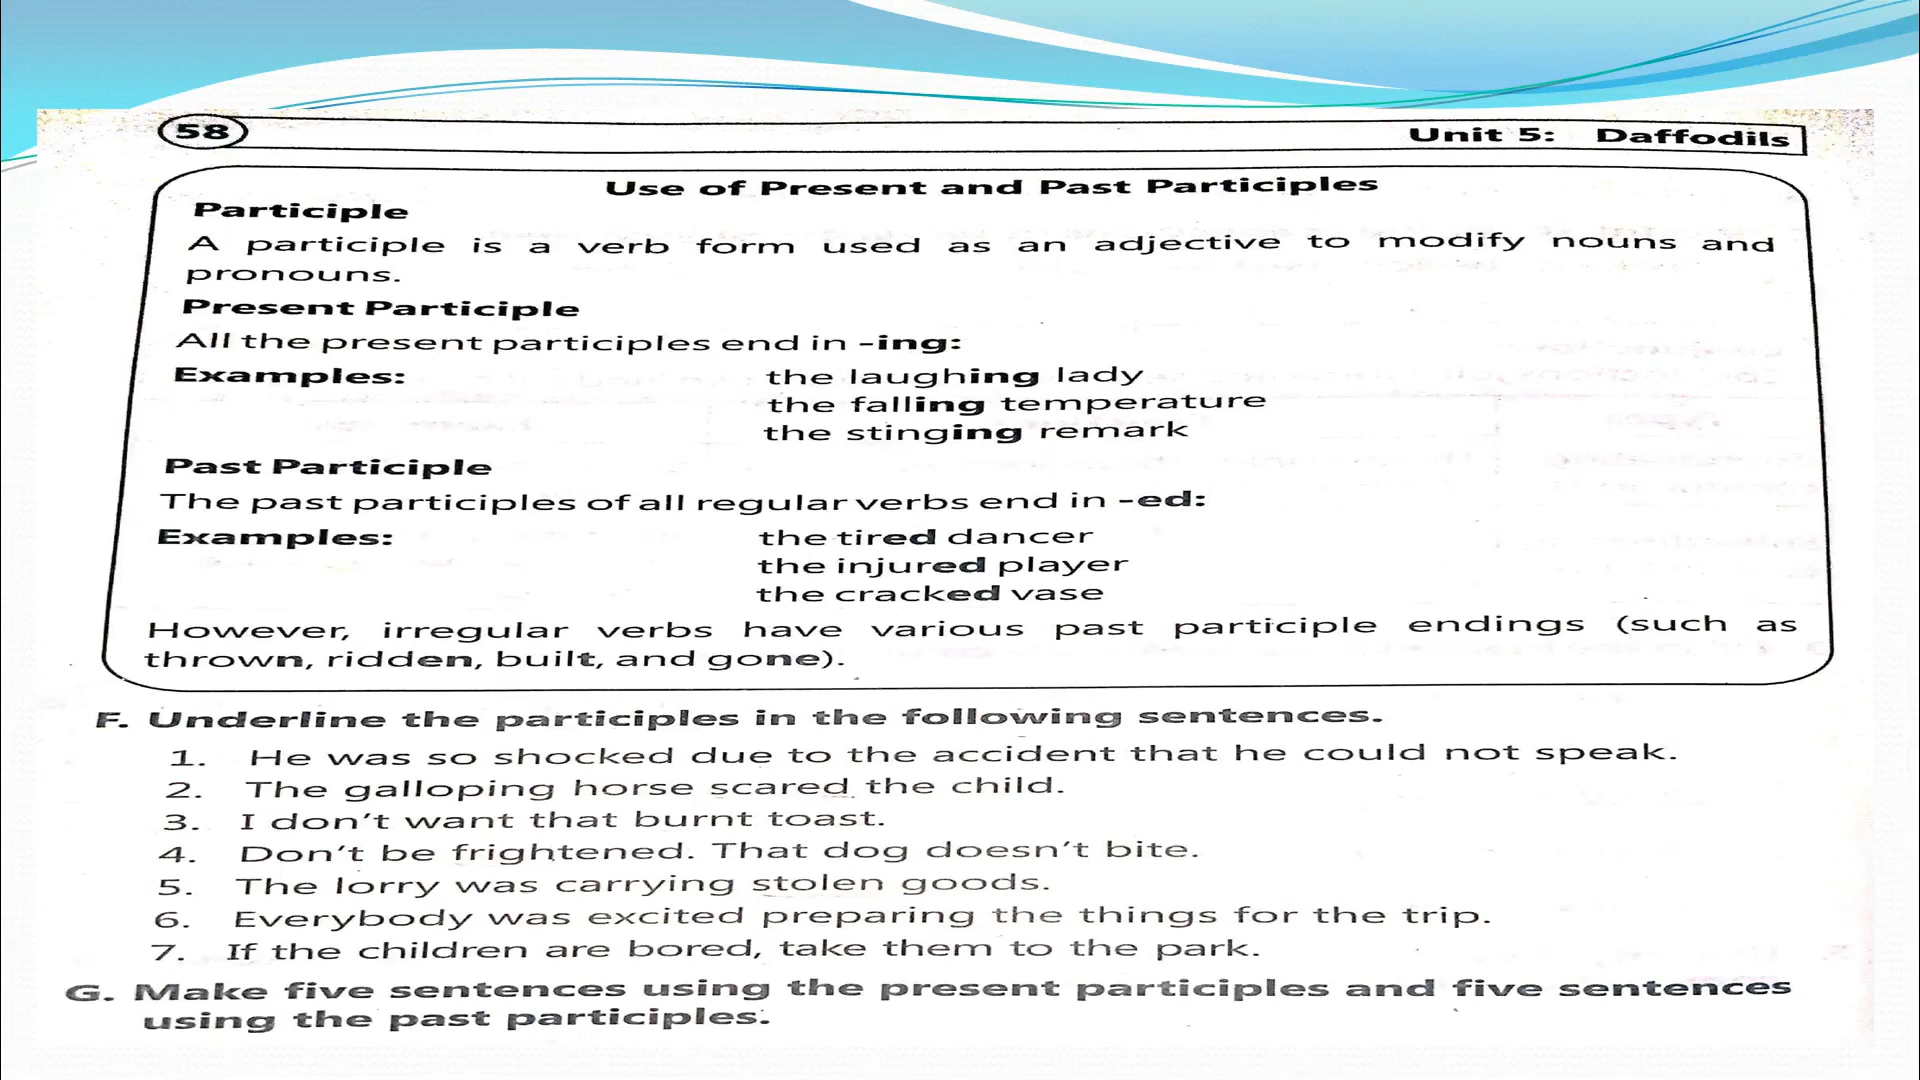 58
Unit 5: Daffodils
Use of Present and Past Participles
Participle
A participle is a verb form used as an adjective to modify nouns and
pronouns.
Present Participle
All the present participles end in -ing:
Examples: the laughing lady
the falling temperature
the stinging remark
Past Participle
The past participles of all regular verbs end in -ed:
Examples: the tired dancer
the injured player
the cracked vase
However, irregular verbs have various past participle endings (such as
thrown, ridden, built, and gone).
F. Underline the participles in the following sentences.
1. He was so shocked due to the accident that he could not speak.
2. The galloping horse scared the child.
3. I don't want that burnt toast.
4. Don't be frightened. That dog doesn't bite.
5. The lorry was carrying stolen goods.
6. Everybody was excited preparing the things for the trip.
7. If the children are bored, take them to the park.
G. Make five sentences using the present participles and five sentences
using the past participles.